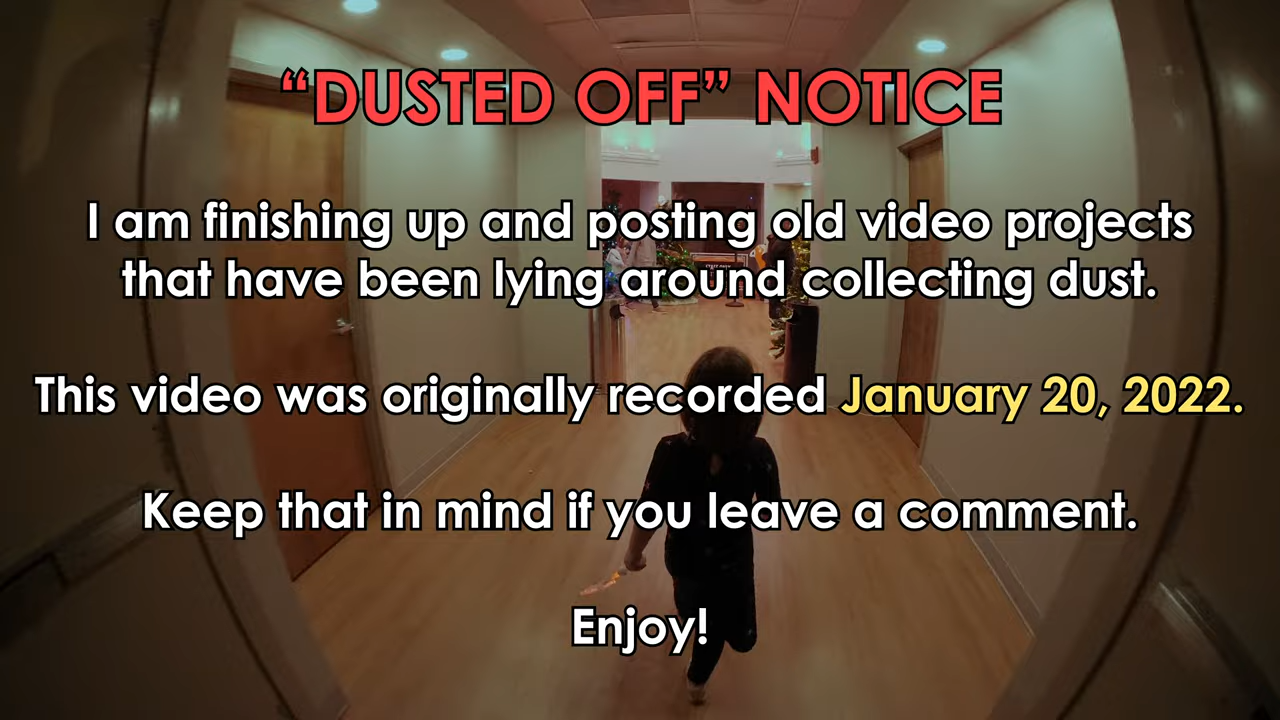 “DUSTED OFF” NOTICE
I am finishing up and posting old video projects
that have been lying around collecting dust.
This video was originally recorded January 20, 2022.
Keep that in mind if you leave a comment.
Enjoy!